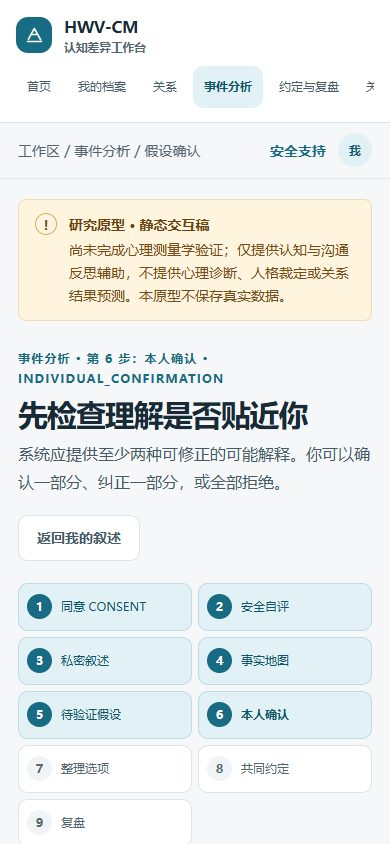 HWV-CM
认知差异工作台
首页 我的档案 关系 事件分析 约定与复盘
工作区 / 事件分析 / 假设确认 安全支持 我
! 研究原型 • 静态交互稿
尚未完成心理测量学验证；仅提供认知与沟通
反思辅助，不提供心理诊断、人格裁定或关系
结果预测。本原型不保存真实数据。
事件分析 • 第 6 步：本人确认 •
INDIVIDUAL_CONFIRMATION
先检查理解是否贴近你
系统应提供至少两种可修正的可能解释。你可以确
认一部分、纠正一部分，或全部拒绝。
返回我的叙述
1 同意 CONSENT
2 安全自评
3 私密叙述
4 事实地图
5 待验证假设
6 本人确认
7 整理选项
8 共同约定
9 复盘